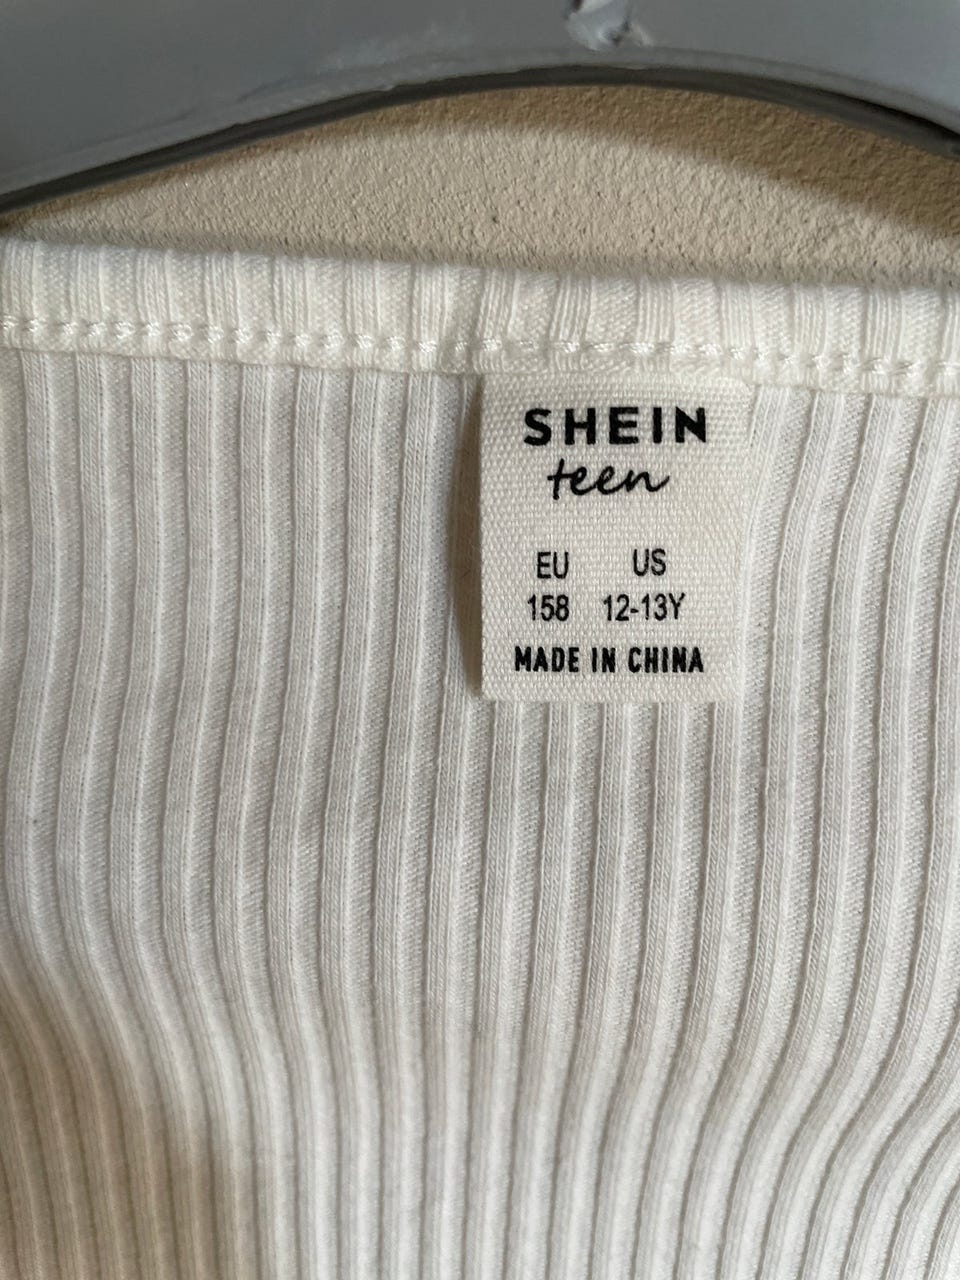 SHEIN
teen
EU US
158 12-13Y
MADE IN CHINA